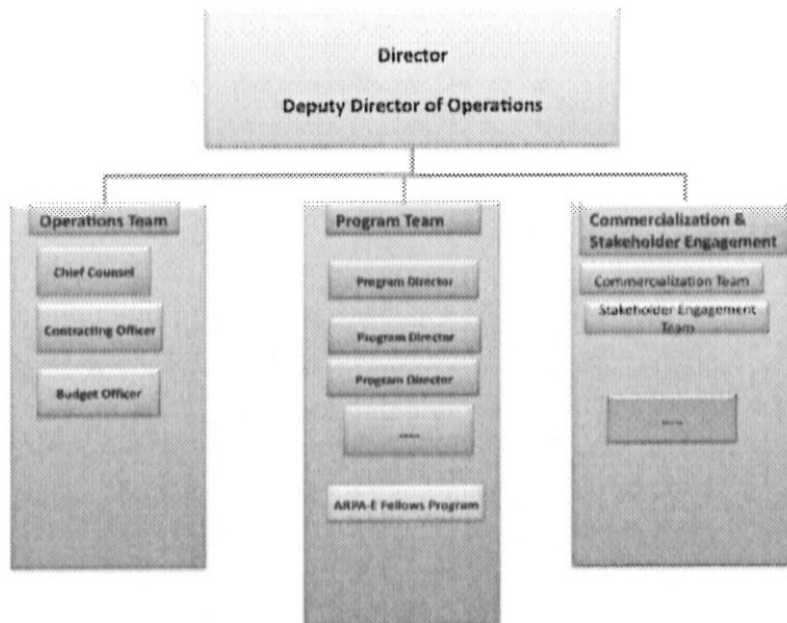 Director
Deputy Director of Operations
Operations Team
Chief Counsel
Contracting Officer
Budget Officer
Program Team
Program Director
Program Director
Program Director
ARPA-E Fellows Program
Commercialization &
Stakeholder Engagement
Commercialization Team
Stakeholder Engagement
Team